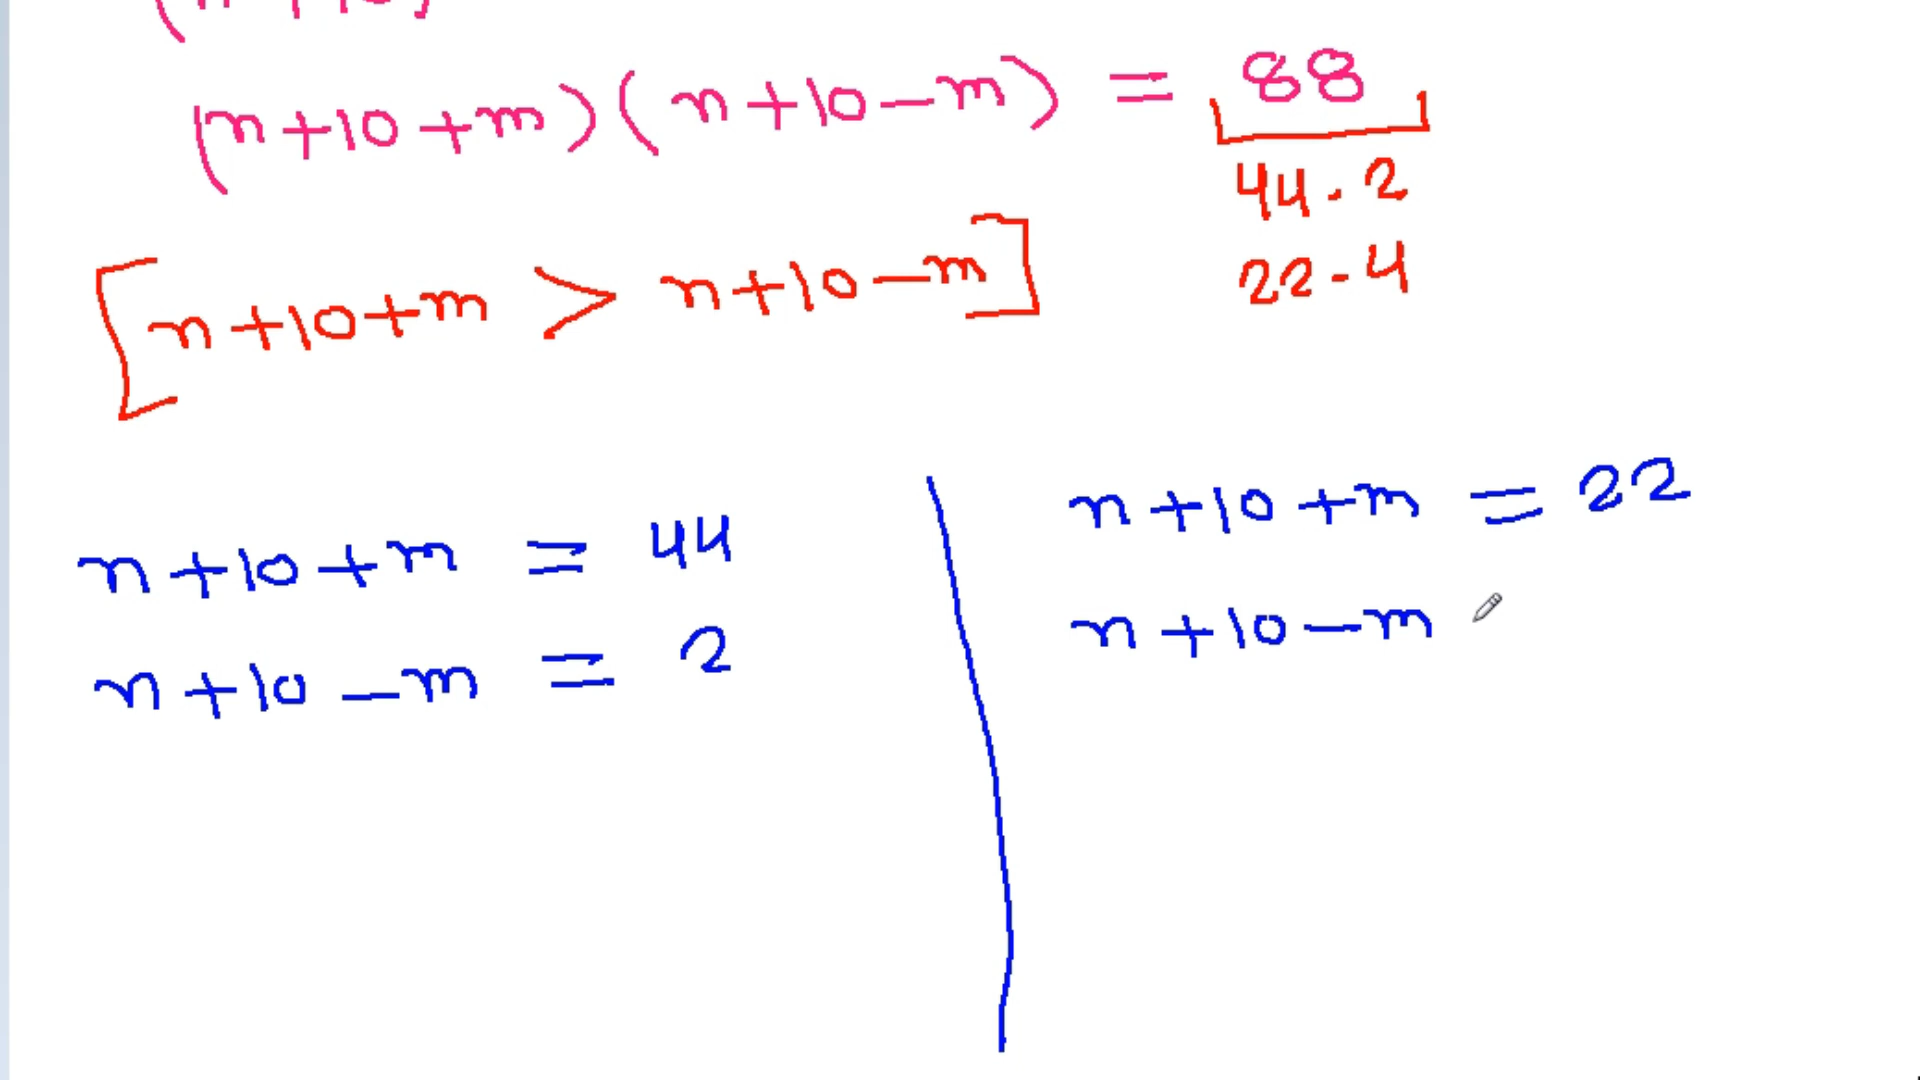 (n+10+m)(n+10-m) = 88
44.2
22-4
[n+10+m > n+10-m]
n+10+m = 44
n+10-m = 2
n+10+m = 22
n+10-m